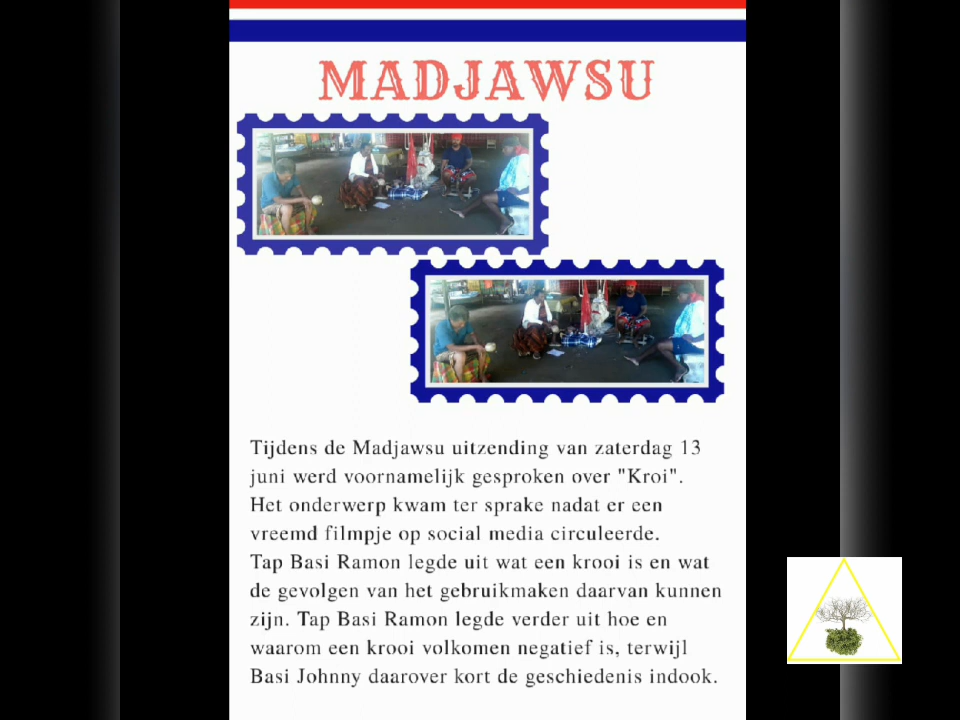 MADJAWSU
Tijdens de Madjawsu uitzending van zaterdag 13
juni werd voornamelijk gesproken over "Kroi".
Het onderwerp kwam ter sprake nadat er een
vreemd filmpje op social media circuleerde.
Tap Basi Ramon legde uit wat een krooi is en wat
de gevolgen van het gebruikmaken daarvan kunnen
zijn. Tap Basi Ramon legde verder uit hoe en
waarom een krooi volkomen negatief is, terwijl
Basi Johnny daarover kort de geschiedenis indook.